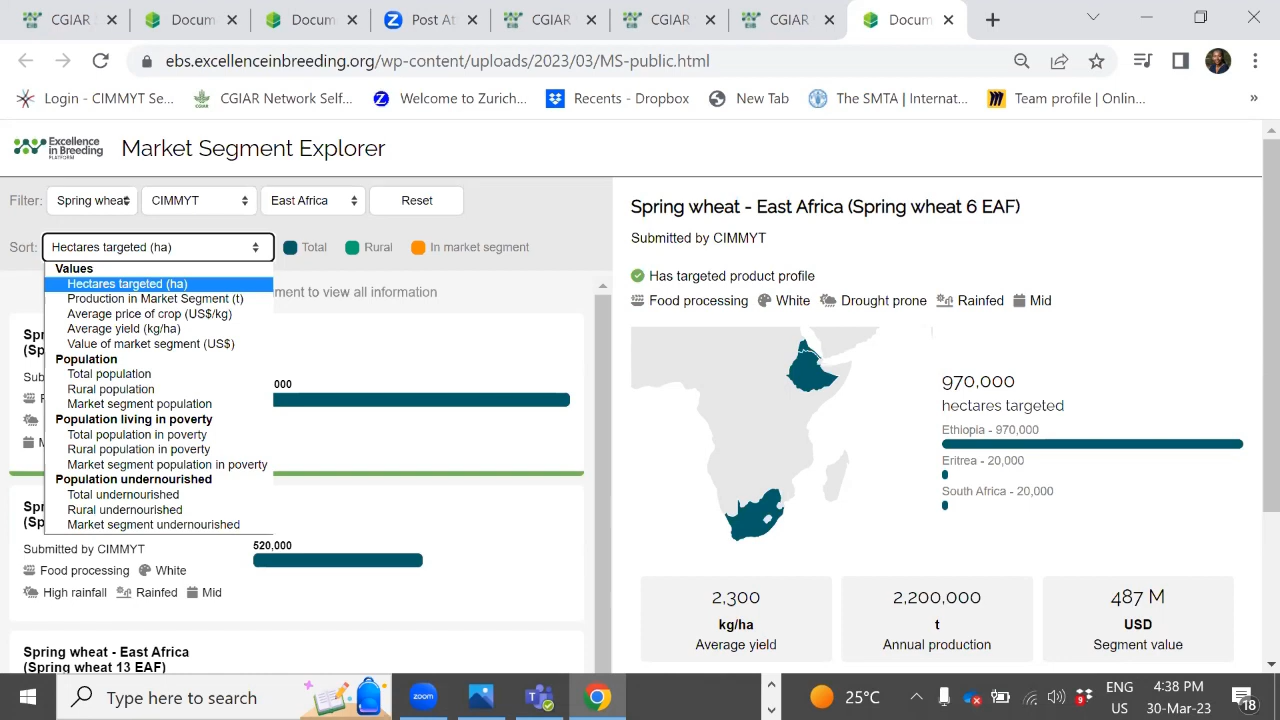 CGIAR
Docum
Docum
Post At
CGIAR
CGIAR
CGIAR
Docum
ebs.excellenceinbreeding.org/wp-content/uploads/2023/03/MS-public.html
Login - CIMMYT Se...
CGIAR Network Self...
Welcome to Zurich...
Recents - Dropbox
New Tab
The SMTA | Internat...
Team profile | Onlin...
»
Excellence
in Breeding
PLATFORM
Market Segment Explorer
Filter:
Spring wheat
CIMMYT
East Africa
Reset
Sort:
Hectares targeted (ha)
Total
Rural
In market segment
Values
Hectares targeted (ha)
Production in Market Segment (t)
Average price of crop (US$/kg)
Average yield (kg/ha)
Value of market segment (US$)
Population
Total population
Rural population
Market segment population
Population living in poverty
Total population in poverty
Rural population in poverty
Market segment population in poverty
Population undernourished
Total undernourished
Rural undernourished
Market segment undernourished
ment to view all information
Spr
(Sp
Sub
F
M
000
Spr
(Sp
Submitted by CIMMYT
520,000
Food processing
White
High rainfall
Rainfed
Mid
Spring wheat - East Africa
(Spring wheat 13 EAF)
Spring wheat - East Africa (Spring wheat 6 EAF)
Submitted by CIMMYT
Has targeted product profile
Food processing
White
Drought prone
Rainfed
Mid
970,000
hectares targeted
Ethiopia - 970,000
Eritrea - 20,000
South Africa - 20,000
2,300
kg/ha
Average yield
2,200,000
t
Annual production
487 M
USD
Segment value
Type here to search
zoom
25°C
9
ENG
US
4:38 PM
30-Mar-23
18